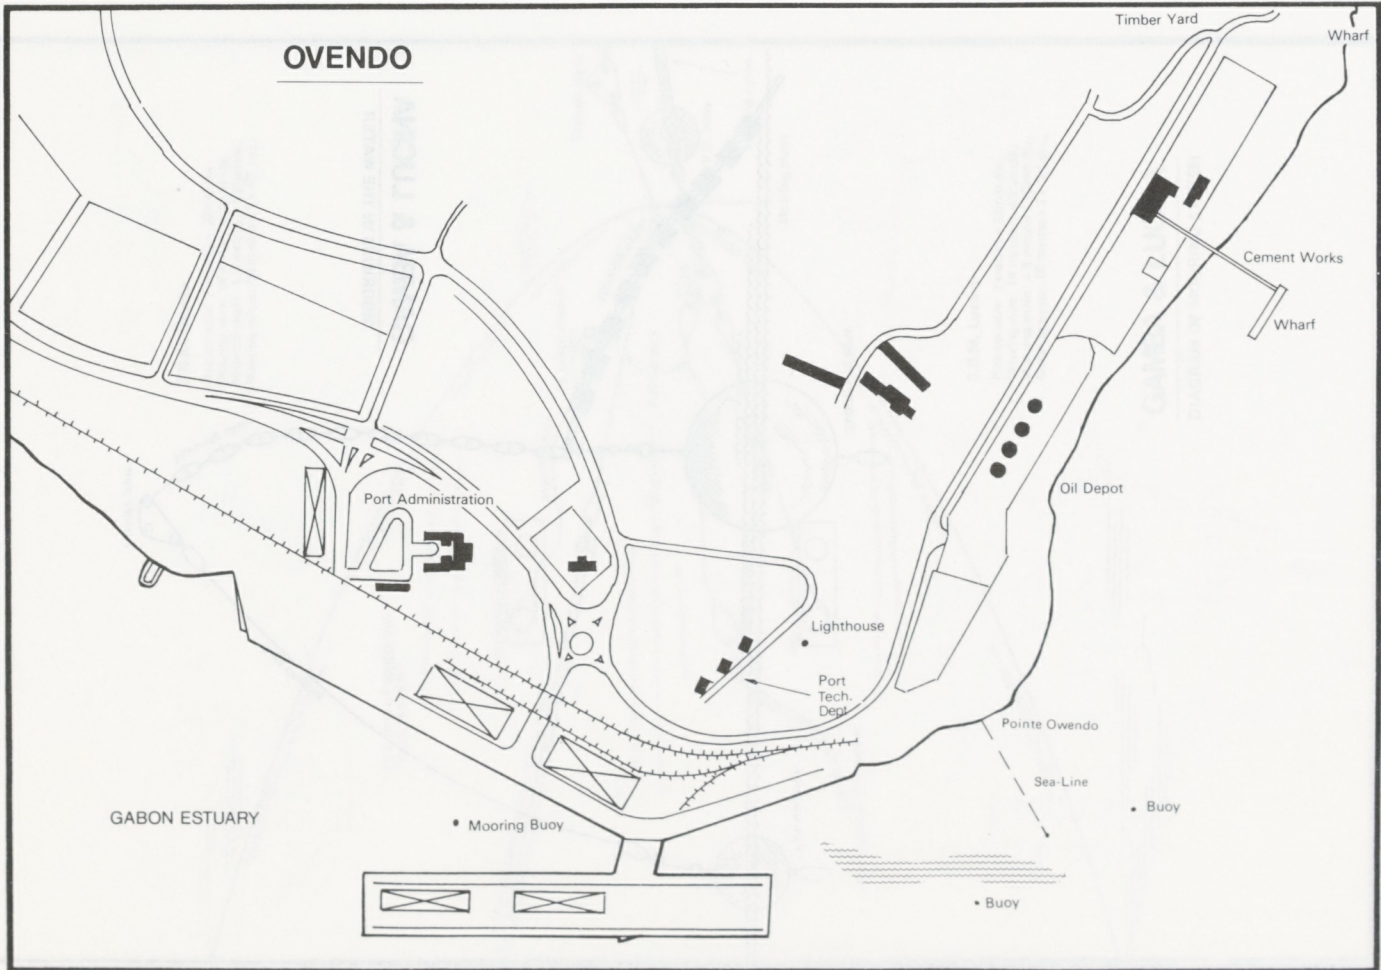 OVENDO
Timber Yard
Wharf
Cement Works
Wharf
Oil Depot
Port Administration
Lighthouse
Port
Tech.
Dept
Pointe Owendo
Sea-Line
Buoy
GABON ESTUARY
Mooring Buoy
Buoy